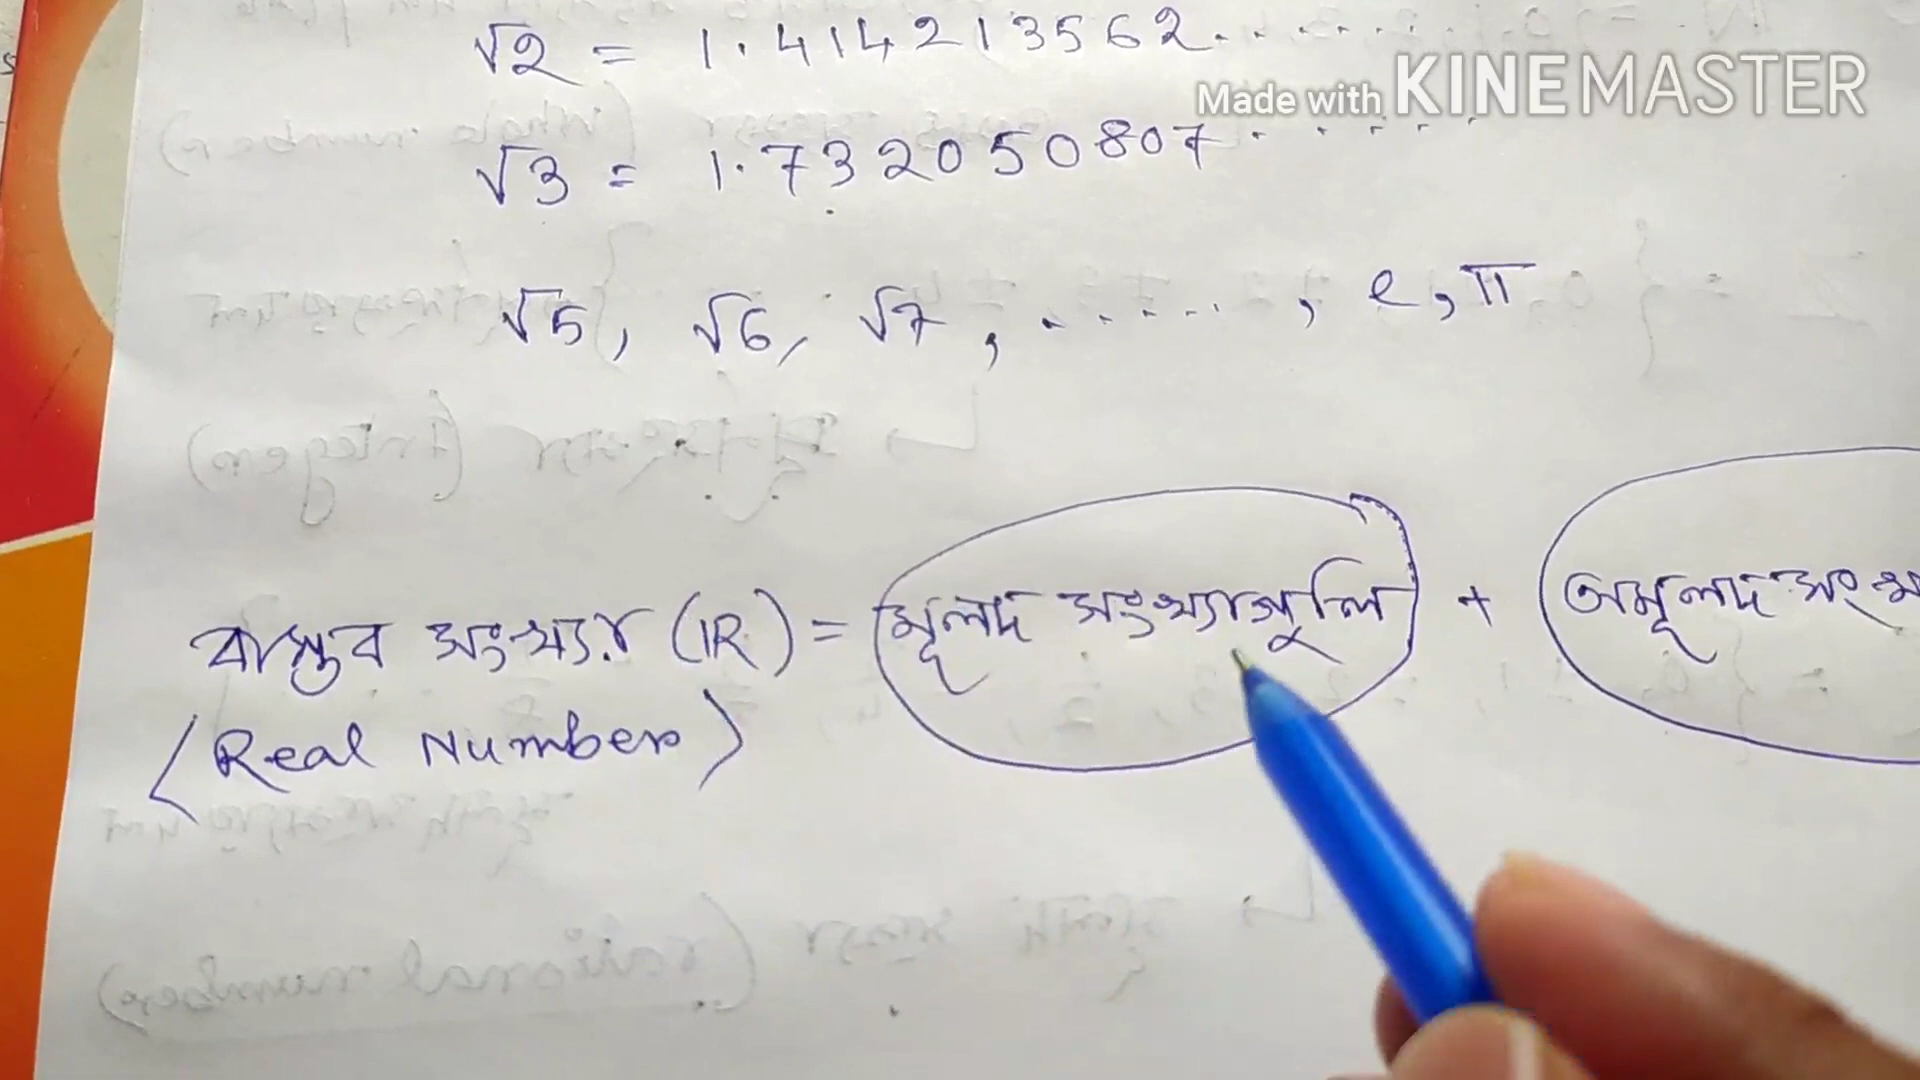 √2 = 1.414213562........
Made with KINEMASTER
√3 = 1.732050807......
√5, √6, √7, ......, e, π
বাস্তব সংখ্যা (IR) = মূলদ সংখ্যাগুলি + অমূলদ সংখ্যা
(Real Number)